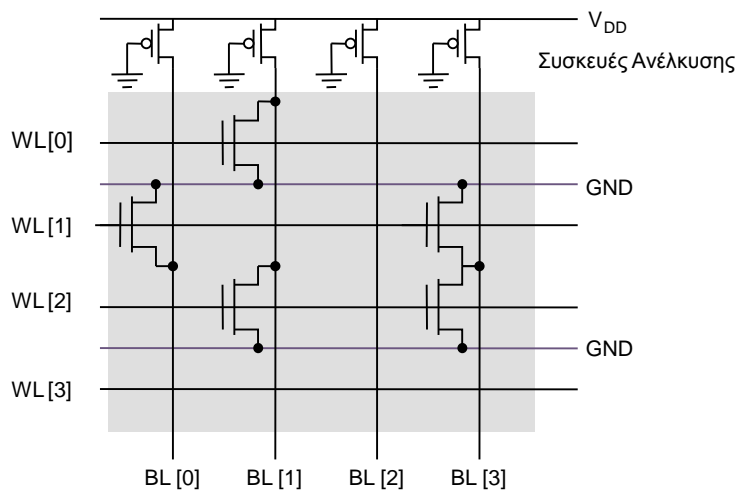 V_DD
Συσκευές Ανέλκυσης
WL[0]
GND
WL[1]
WL[2]
GND
WL[3]
BL [0] BL [1] BL [2] BL [3]